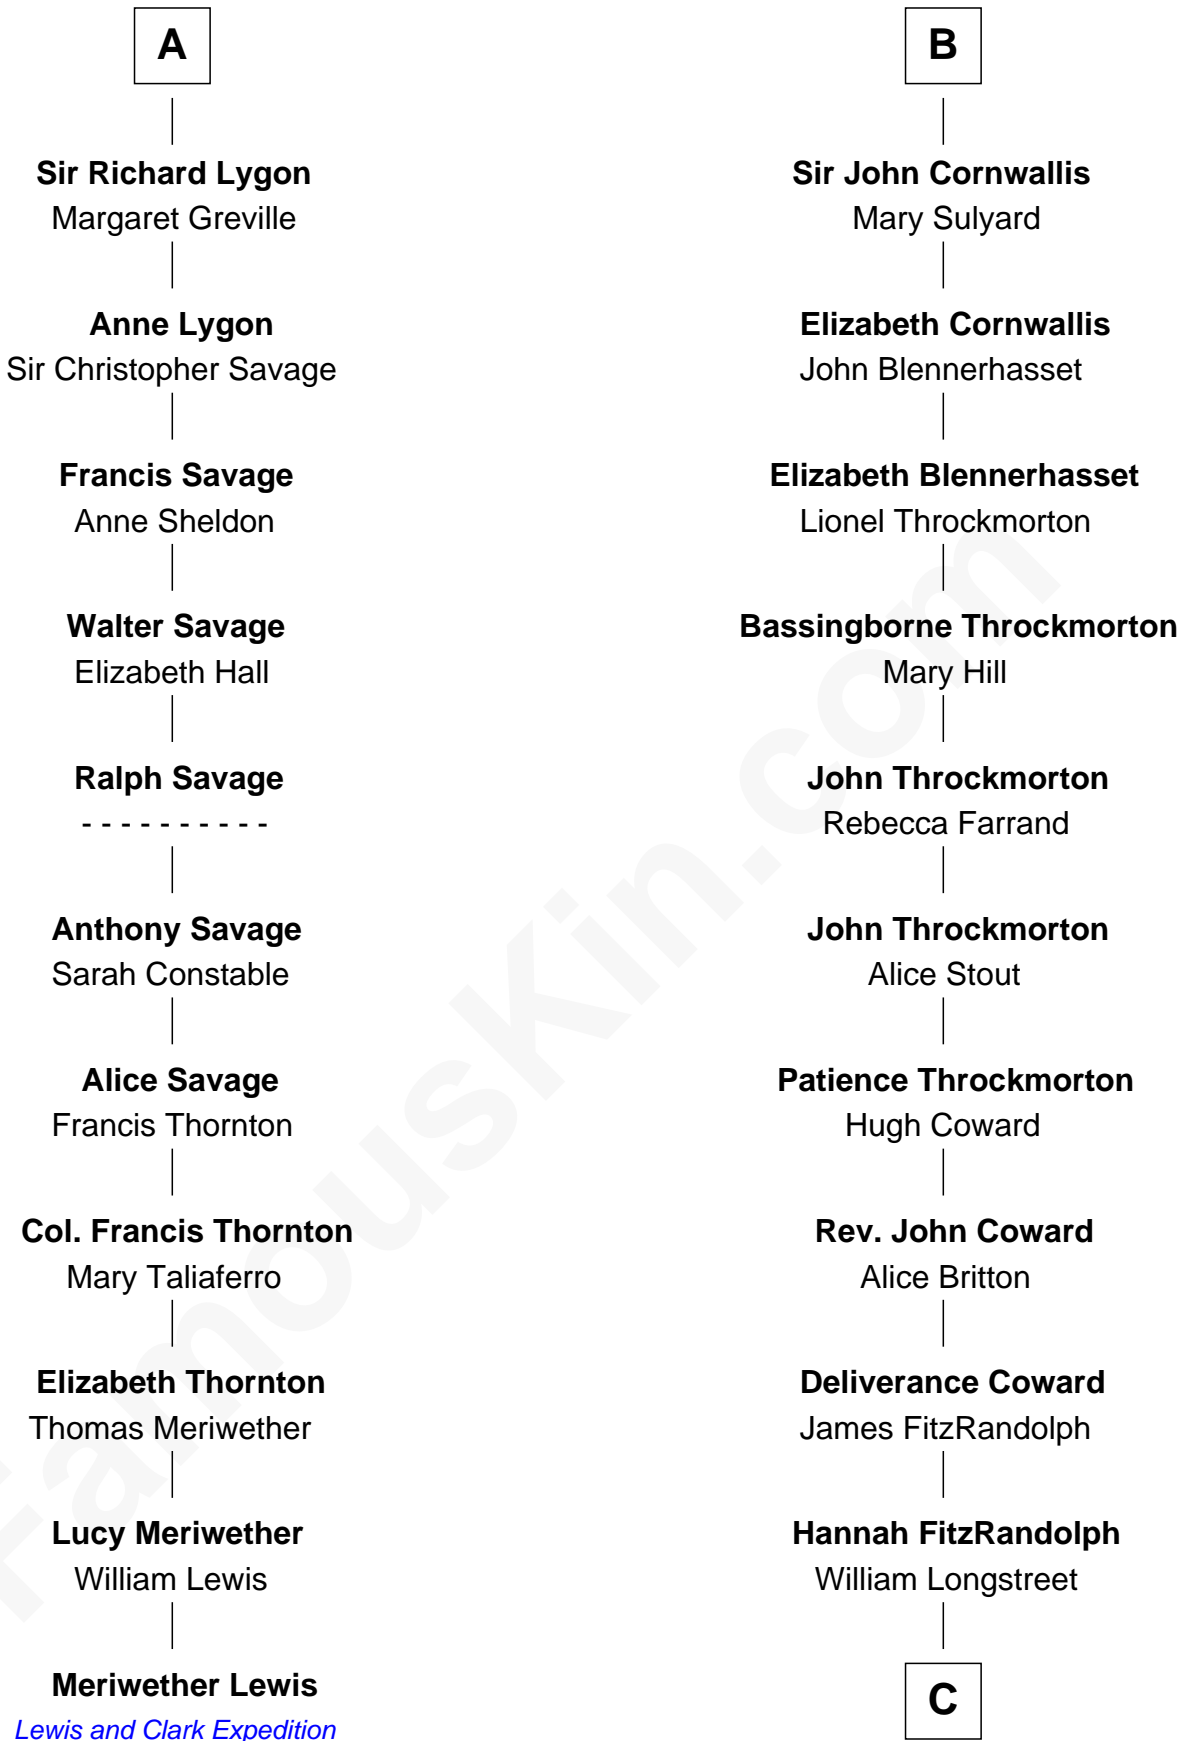 A
Sir Richard Lygon
Margaret Greville
Anne Lygon
Sir Christopher Savage
Francis Savage
Anne Sheldon
Walter Savage
Elizabeth Hall
Ralph Savage
- - - - - - - - - -
Anthony Savage
Sarah Constable
Alice Savage
Francis Thornton
Col. Francis Thornton
Mary Taliaferro
Elizabeth Thornton
Thomas Meriwether
Lucy Meriwether
William Lewis
Meriwether Lewis
Lewis and Clark Expedition
B
Sir John Cornwallis
Mary Sulyard
Elizabeth Cornwallis
John Blennerhasset
Elizabeth Blennerhasset
Lionel Throckmorton
Bassingborne Throckmorton
Mary Hill
John Throckmorton
Rebecca Farrand
John Throckmorton
Alice Stout
Patience Throckmorton
Hugh Coward
Rev. John Coward
Alice Britton
Deliverance Coward
James FitzRandolph
Hannah FitzRandolph
William Longstreet
C
FamousKin.com